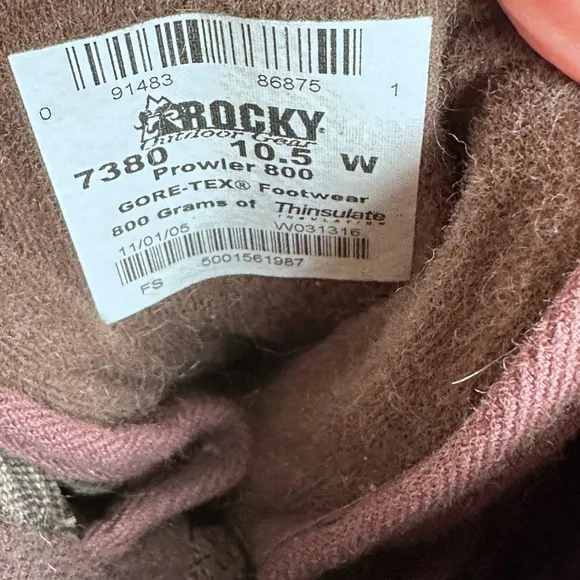 0 91483 86875 1
ROCKY®
Outdoor Gear
7380 10.5 W
Prowler 800
GORE-TEX® Footwear
800 Grams of Thinsulate
INSULATION
11/01/05 W031316
5001561987
FS